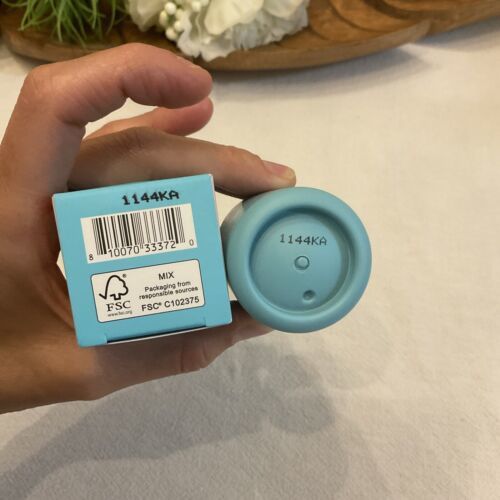 1144KA
8 10070 33372 0
MIX
Packaging from
responsible sources
FSC® C102375
FSC
www.fsc.org
1144KA